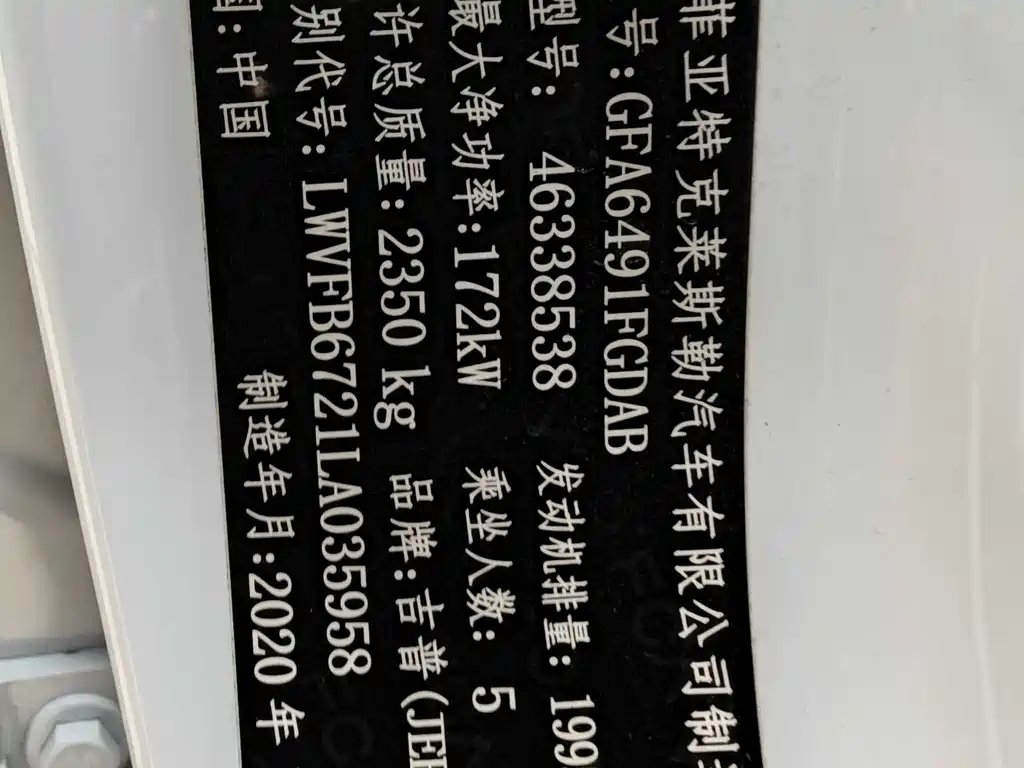 菲亚特克莱斯勒汽车有限公司制
号:GFA6491FGDAB
型号: 46338538 发动机排量: 199
最大净功率:172kW 乘坐人数: 5
许总质量:2350 kg 品牌:吉普(JEE
别代号:LWVFB6721LA035958
国:中国 制造年月:2020 年